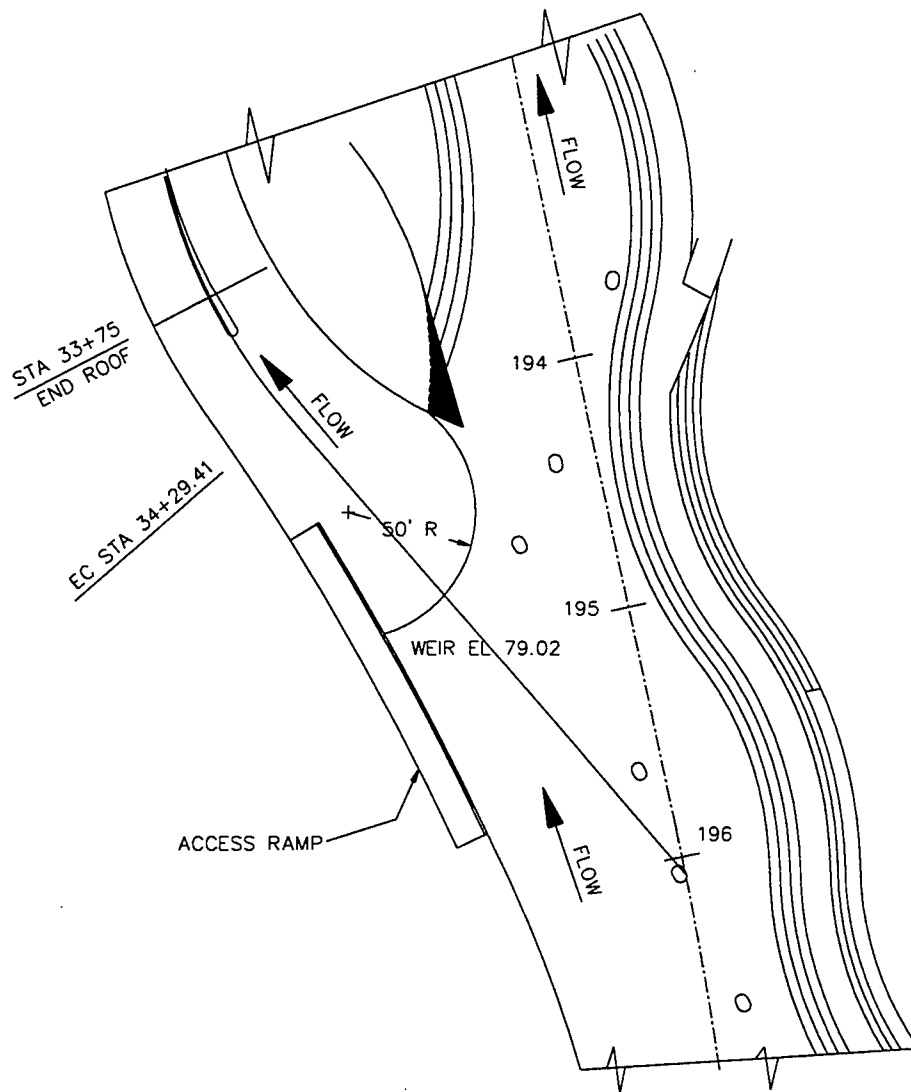 FLOW
STA 33+75
END ROOF
194
FLOW
EC STA 34+29.41
50' R
195
WEIR EL 79.02
196
ACCESS RAMP
FLOW